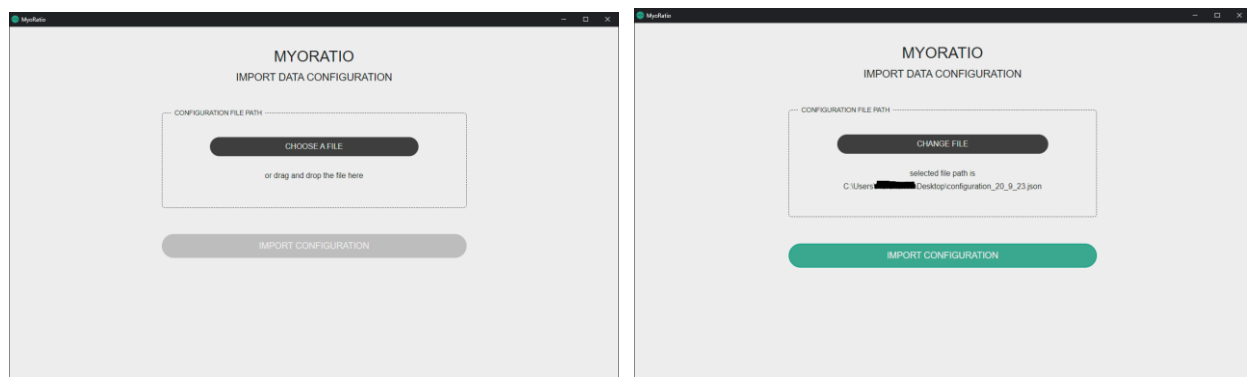 MyoRatio
MYORATIO
IMPORT DATA CONFIGURATION
CONFIGURATION FILE PATH
CHOOSE A FILE
or drag and drop the file here
IMPORT CONFIGURATION
MyoRatio
MYORATIO
IMPORT DATA CONFIGURATION
CONFIGURATION FILE PATH
CHANGE FILE
selected file path is
C:\Users\ Desktop\configuration_20_9_23.json
IMPORT CONFIGURATION